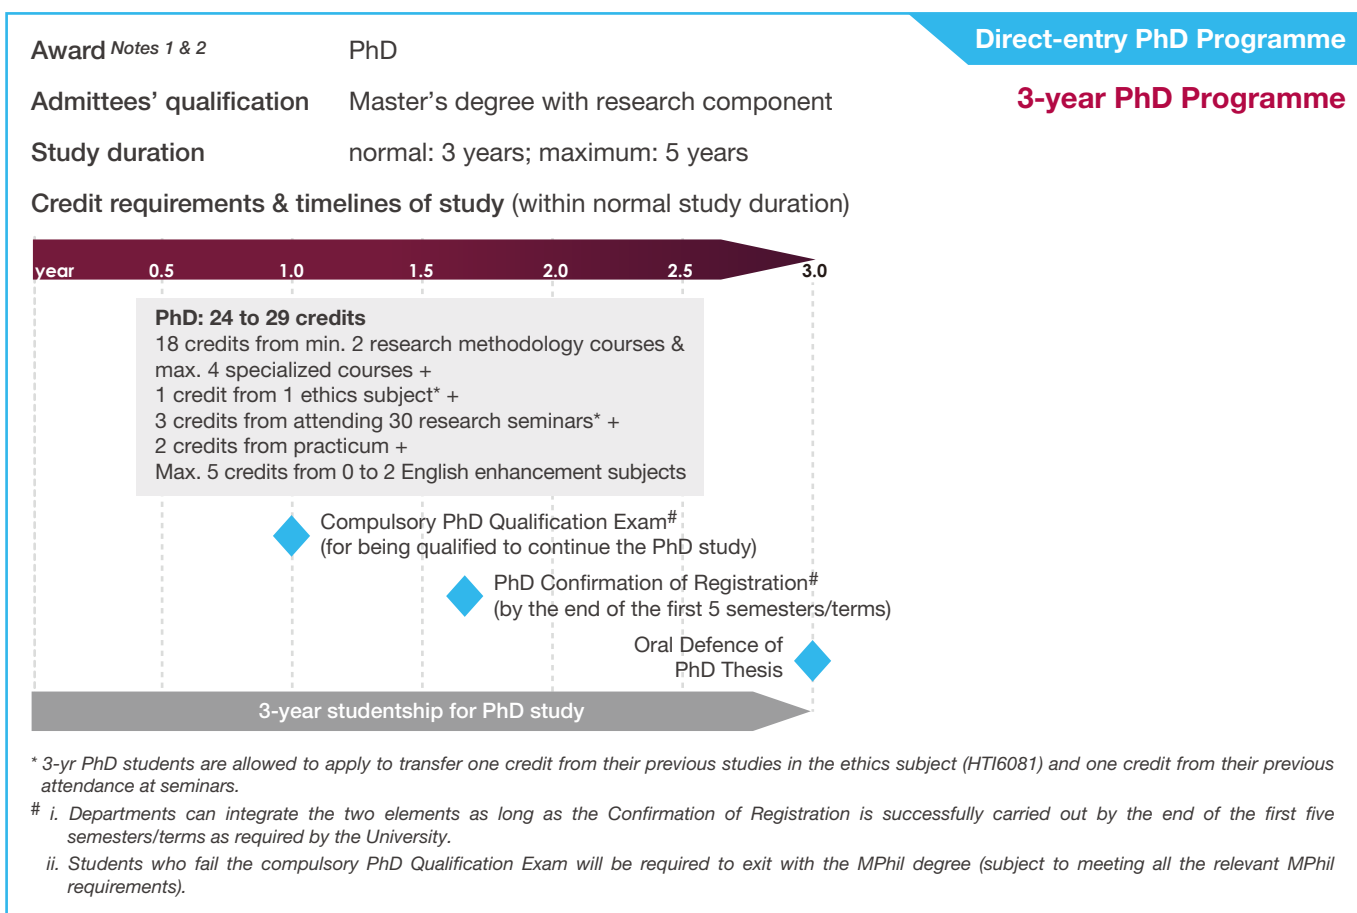 Direct-entry PhD Programme
3-year PhD Programme
Award Notes 1 & 2 PhD
Admittees' qualification Master's degree with research component
Study duration normal: 3 years; maximum: 5 years
Credit requirements & timelines of study (within normal study duration)
year 0.5 1.0 1.5 2.0 2.5 3.0
PhD: 24 to 29 credits
18 credits from min. 2 research methodology courses &
max. 4 specialized courses +
1 credit from 1 ethics subject* +
3 credits from attending 30 research seminars* +
2 credits from practicum +
Max. 5 credits from 0 to 2 English enhancement subjects
Compulsory PhD Qualification Exam#
(for being qualified to continue the PhD study)
PhD Confirmation of Registration#
(by the end of the first 5 semesters/terms)
Oral Defence of
PhD Thesis
3-year studentship for PhD study
* 3-yr PhD students are allowed to apply to transfer one credit from their previous studies in the ethics subject (HTI6081) and one credit from their previous
attendance at seminars.
# i. Departments can integrate the two elements as long as the Confirmation of Registration is successfully carried out by the end of the first five
semesters/terms as required by the University.
ii. Students who fail the compulsory PhD Qualification Exam will be required to exit with the MPhil degree (subject to meeting all the relevant MPhil
requirements).